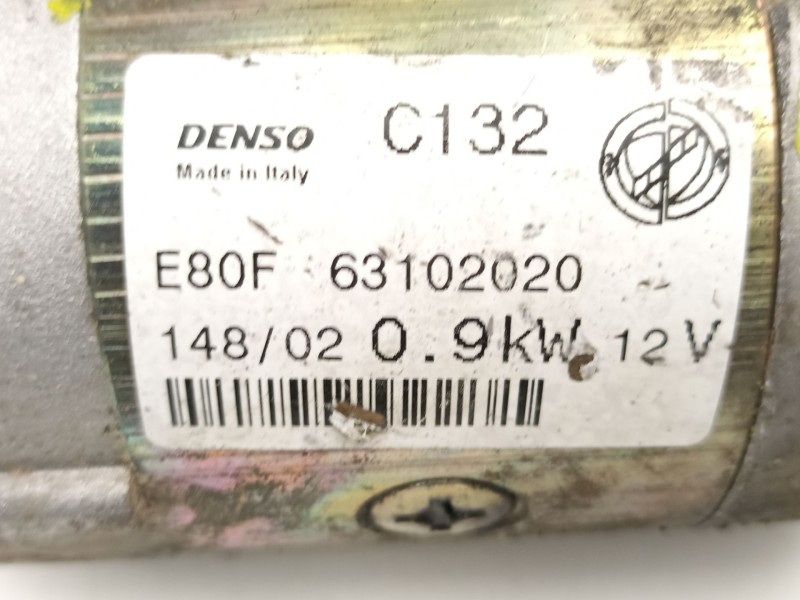 DENSO C132
Made in Italy
E80F 63102020
148/02 0.9kW 12V